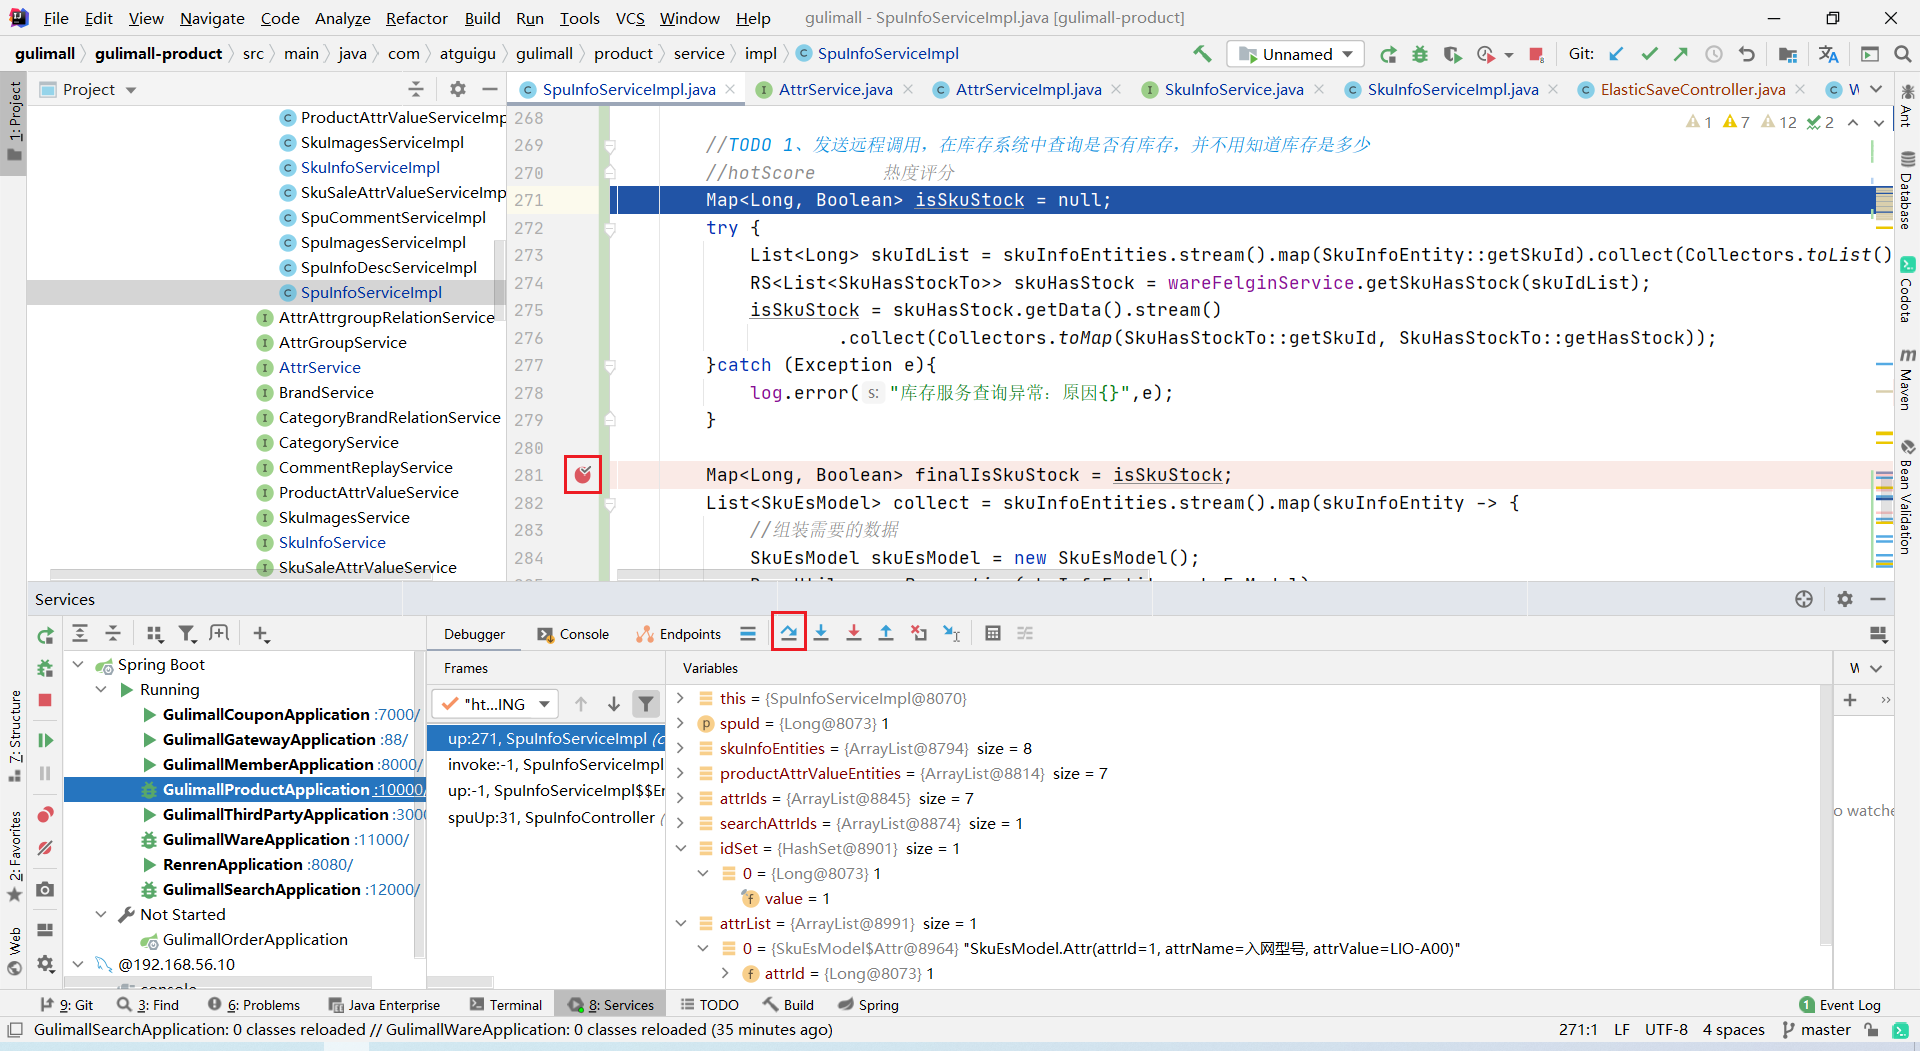 File Edit View Navigate Code Analyze Refactor Build Run Tools VCS Window Help gulimall - SpuInfoServiceImpl.java [gulimall-product]
gulimall gulimall-product src main java com atguigu gulimall product service impl SpuInfoServiceImpl Unnamed Git:
Project
SpuInfoServiceImpl.java AttrService.java AttrServiceImpl.java SkuInfoService.java SkuInfoServiceImpl.java ElasticSaveController.java W
1: Project
ProductAttrValueServiceImp
SkuImagesServiceImpl
SkuInfoServiceImpl
SkuSaleAttrValueServiceImp
SpuCommentServiceImpl
SpuImagesServiceImpl
SpuInfoDescServiceImpl
SpuInfoServiceImpl
AttrAttrgroupRelationService
AttrGroupService
AttrService
BrandService
CategoryBrandRelationService
CategoryService
CommentReplayService
ProductAttrValueService
SkuImagesService
SkuInfoService
SkuSaleAttrValueService
1 7 12 2
268
269 //TODO 1、发送远程调用，在库存系统中查询是否有库存，并不用知道库存是多少
270 //hotScore 热度评分
271 Map<Long, Boolean> isSkuStock = null;
272 try {
273 List<Long> skuIdList = skuInfoEntities.stream().map(SkuInfoEntity::getSkuId).collect(Collectors.toList()
274 RS<List<SkuHasStockTo>> skuHasStock = wareFelginService.getSkuHasStock(skuIdList);
275 isSkuStock = skuHasStock.getData().stream()
276 .collect(Collectors.toMap(SkuHasStockTo::getSkuId, SkuHasStockTo::getHasStock));
277 }catch (Exception e){
278 log.error( s: "库存服务查询异常：原因{}",e);
279 }
280
281 Map<Long, Boolean> finalIsSkuStock = isSkuStock;
282 List<SkuEsModel> collect = skuInfoEntities.stream().map(skuInfoEntity -> {
283 //组装需要的数据
284 SkuEsModel skuEsModel = new SkuEsModel();
Ant
Database
Codota
Maven
Bean Validation
Services
Debugger Console Endpoints
Spring Boot
Running
GulimallCouponApplication :7000/
GulimallGatewayApplication :88/
GulimallMemberApplication :8000/
GulimallProductApplication :10000/
GulimallThirdPartyApplication :3000
GulimallWareApplication :11000/
RenrenApplication :8080/
GulimallSearchApplication :12000/
Not Started
GulimallOrderApplication
@192.168.56.10
console
7: Structure
2: Favorites
Web
Frames
"ht...ING
up:271, SpuInfoServiceImpl (c
invoke:-1, SpuInfoServiceImpl
up:-1, SpuInfoServiceImpl$$Er
spuUp:31, SpuInfoController (
Variables
this = {SpuInfoServiceImpl@8070}
spuId = {Long@8073} 1
skuInfoEntities = {ArrayList@8794} size = 8
productAttrValueEntities = {ArrayList@8814} size = 7
attrIds = {ArrayList@8845} size = 7
searchAttrIds = {ArrayList@8874} size = 1
idSet = {HashSet@8901} size = 1
0 = {Long@8073} 1
value = 1
attrList = {ArrayList@8991} size = 1
0 = {SkuEsModel$Attr@8964} "SkuEsModel.Attr(attrId=1, attrName=入网型号, attrValue=LIO-A00)"
attrId = {Long@8073} 1
W
o watche
9: Git 3: Find 6: Problems Java Enterprise Terminal 8: Services TODO Build Spring 1 Event Log
GulimallSearchApplication: 0 classes reloaded // GulimallWareApplication: 0 classes reloaded (35 minutes ago) 271:1 LF UTF-8 4 spaces master